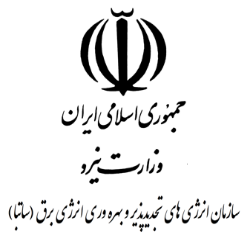 جمهوری اسلامی ایران
وزارت نیرو
سازمان انرژی های تجدیدپذیر و بهره وری انرژی برق (ساتبا)